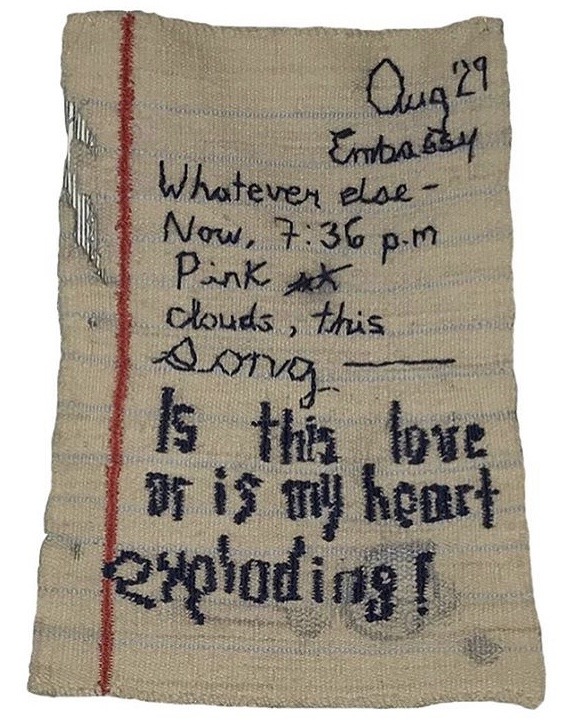 Aug '29
Embassy
Whatever else-
Now, 7:36 p.m
Pink
clouds, this
song —
Is this love
or is my heart
exploding!